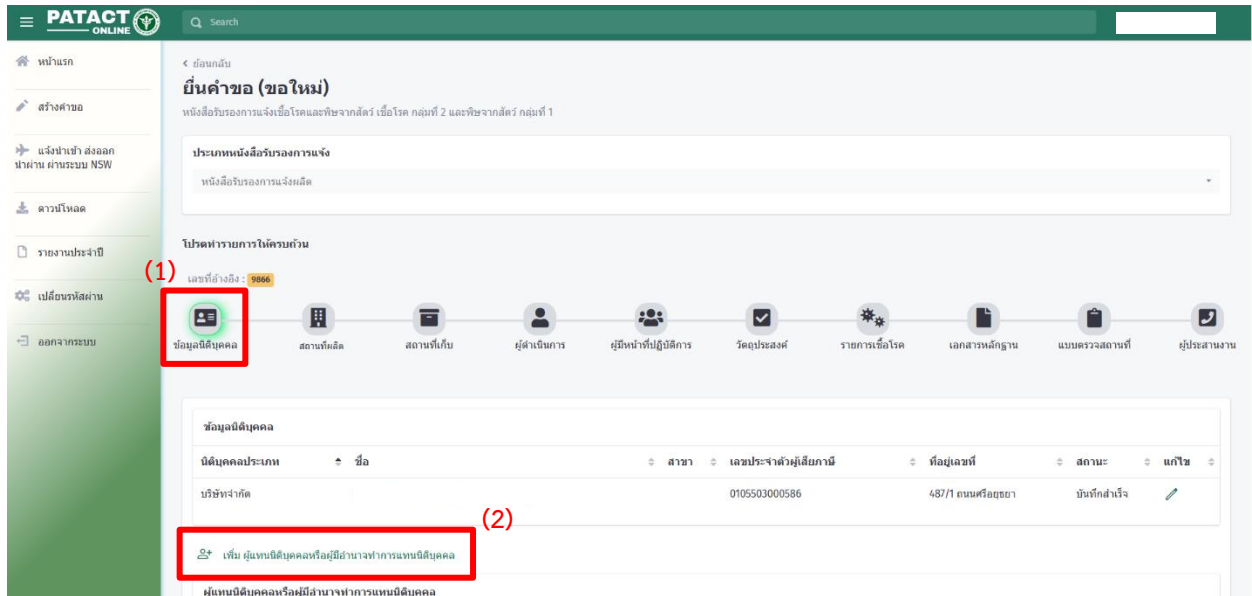 PATACT
ONLINE
Search
หน้าแรก
สร้างคำขอ
แจ้งนำเข้า ส่งออก
นำผ่าน ผ่านระบบ NSW
ดาวน์โหลด
รายงานประจำปี
เปลี่ยนรหัสผ่าน
ออกจากระบบ
ย้อนกลับ
ยื่นคำขอ (ขอใหม่)
หนังสือรับรองการแจ้งเชื้อโรคและพิษจากสัตว์ เชื้อโรค กลุ่มที่ 2 และพิษจากสัตว์ กลุ่มที่ 1
ประเภทหนังสือรับรองการแจ้ง
หนังสือรับรองการแจ้งผลิต
โปรดทำรายการให้ครบถ้วน
(1)
เลขที่อ้างอิง : 9866
ข้อมูลนิติบุคคล สถานที่ผลิต สถานที่เก็บ ผู้ดำเนินการ ผู้มีหน้าที่ปฏิบัติการ วัตถุประสงค์ รายการเชื้อโรค เอกสารหลักฐาน แบบตรวจสถานที่ ผู้ประสานงาน
ข้อมูลนิติบุคคล
นิติบุคคลประเภท ชื่อ สาขา เลขประจำตัวผู้เสียภาษี ที่อยู่เลขที่ สถานะ แก้ไข
บริษัทจำกัด 0105503000586 487/1 ถนนศรีอยุธยา บันทึกสำเร็จ
(2)
เพิ่ม ผู้แทนนิติบุคคลหรือผู้มีอำนาจทำการแทนนิติบุคคล
ผู้แทนนิติบุคคลหรือผู้มีอำนาจทำการแทนนิติบุคคล